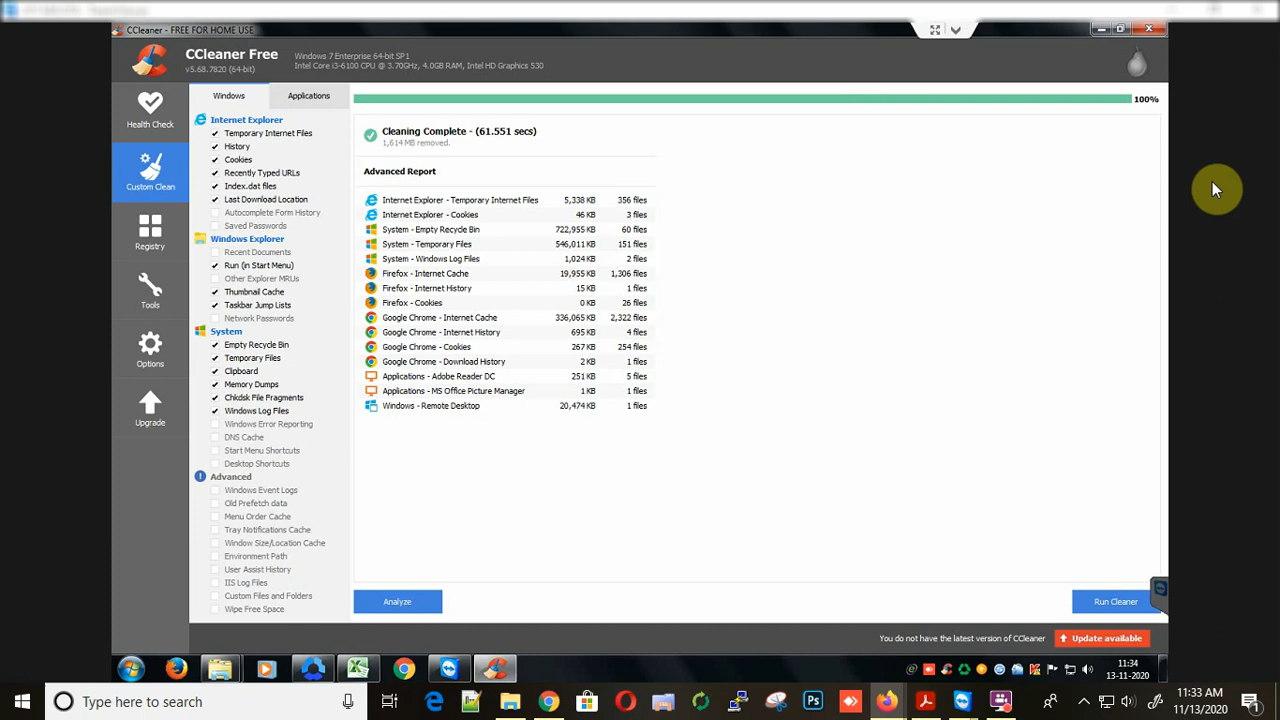 CCleaner - FREE FOR HOME USE
CCleaner Free
v5.68.7820 (64-bit)
Windows 7 Enterprise 64-bit SP1
Intel Core i3-6100 CPU @ 3.70GHz, 4.0GB RAM, Intel HD Graphics 530
Health Check
Custom Clean
Registry
Tools
Options
Upgrade
Windows
Applications
Internet Explorer
Temporary Internet Files
History
Cookies
Recently Typed URLs
Index.dat files
Last Download Location
Autocomplete Form History
Saved Passwords
Windows Explorer
Recent Documents
Run (in Start Menu)
Other Explorer MRUs
Thumbnail Cache
Taskbar Jump Lists
Network Passwords
System
Empty Recycle Bin
Temporary Files
Clipboard
Memory Dumps
Chkdsk File Fragments
Windows Log Files
Windows Error Reporting
DNS Cache
Start Menu Shortcuts
Desktop Shortcuts
Advanced
Windows Event Logs
Old Prefetch data
Menu Order Cache
Tray Notifications Cache
Window Size/Location Cache
Environment Path
User Assist History
IIS Log Files
Custom Files and Folders
Wipe Free Space
100%
Cleaning Complete - (61.551 secs)
1,614 MB removed.
Advanced Report
Internet Explorer - Temporary Internet Files 5,338 KB 356 files
Internet Explorer - Cookies 46 KB 3 files
System - Empty Recycle Bin 722,955 KB 60 files
System - Temporary Files 546,011 KB 151 files
System - Windows Log Files 1,024 KB 2 files
Firefox - Internet Cache 19,955 KB 1,306 files
Firefox - Internet History 15 KB 1 files
Firefox - Cookies 0 KB 26 files
Google Chrome - Internet Cache 336,065 KB 2,322 files
Google Chrome - Internet History 695 KB 4 files
Google Chrome - Cookies 267 KB 254 files
Google Chrome - Download History 2 KB 1 files
Applications - Adobe Reader DC 251 KB 5 files
Applications - MS Office Picture Manager 1 KB 1 files
Windows - Remote Desktop 20,474 KB 1 files
Analyze
Run Cleaner
You do not have the latest version of CCleaner
Update available
11:34
13-11-2020
Type here to search
11:33 AM
11/13/2020